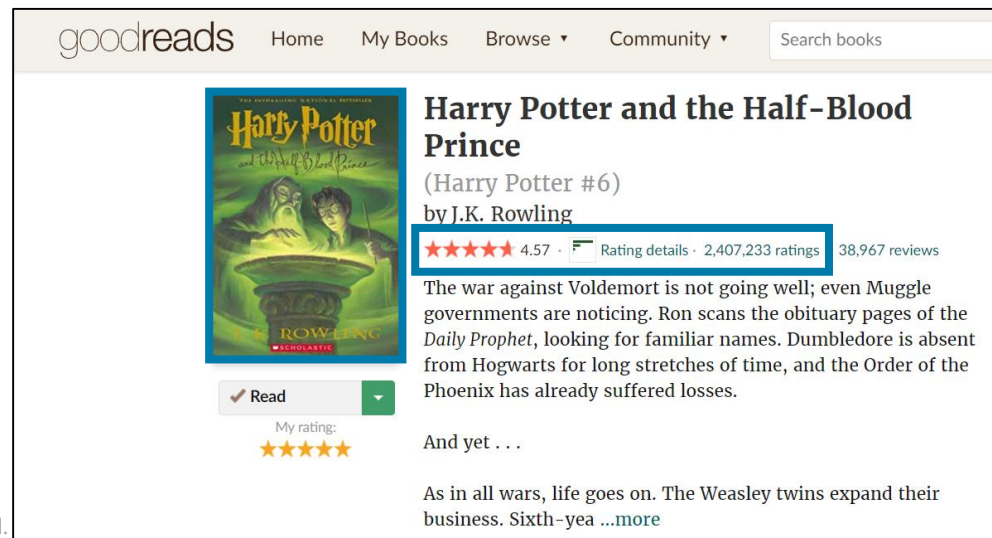 goodreads Home My Books Browse ▾ Community ▾ Search books
THE INTERNATIONAL BESTSELLER
Harry Potter
and the Half-Blood Prince
J. K. ROWLING
SCHOLASTIC
Read
My rating:
Harry Potter and the Half-Blood
Prince
(Harry Potter #6)
by J.K. Rowling
4.57 · Rating details · 2,407,233 ratings 38,967 reviews
The war against Voldemort is not going well; even Muggle
governments are noticing. Ron scans the obituary pages of the
Daily Prophet, looking for familiar names. Dumbledore is absent
from Hogwarts for long stretches of time, and the Order of the
Phoenix has already suffered losses.
And yet . . .
As in all wars, life goes on. The Weasley twins expand their
business. Sixth-yea ...more